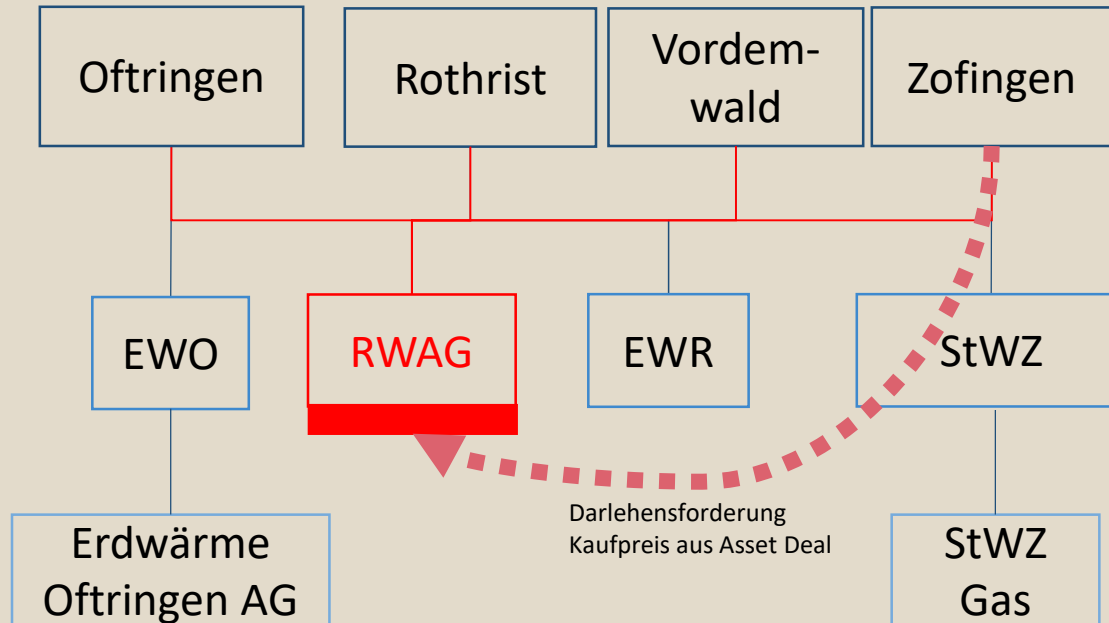 Oftringen
Rothrist
Vordem-
wald
Zofingen
EWO
RWAG
EWR
StWZ
Darlehensforderung
Kaufpreis aus Asset Deal
Erdwärme
Oftringen AG
StWZ
Gas